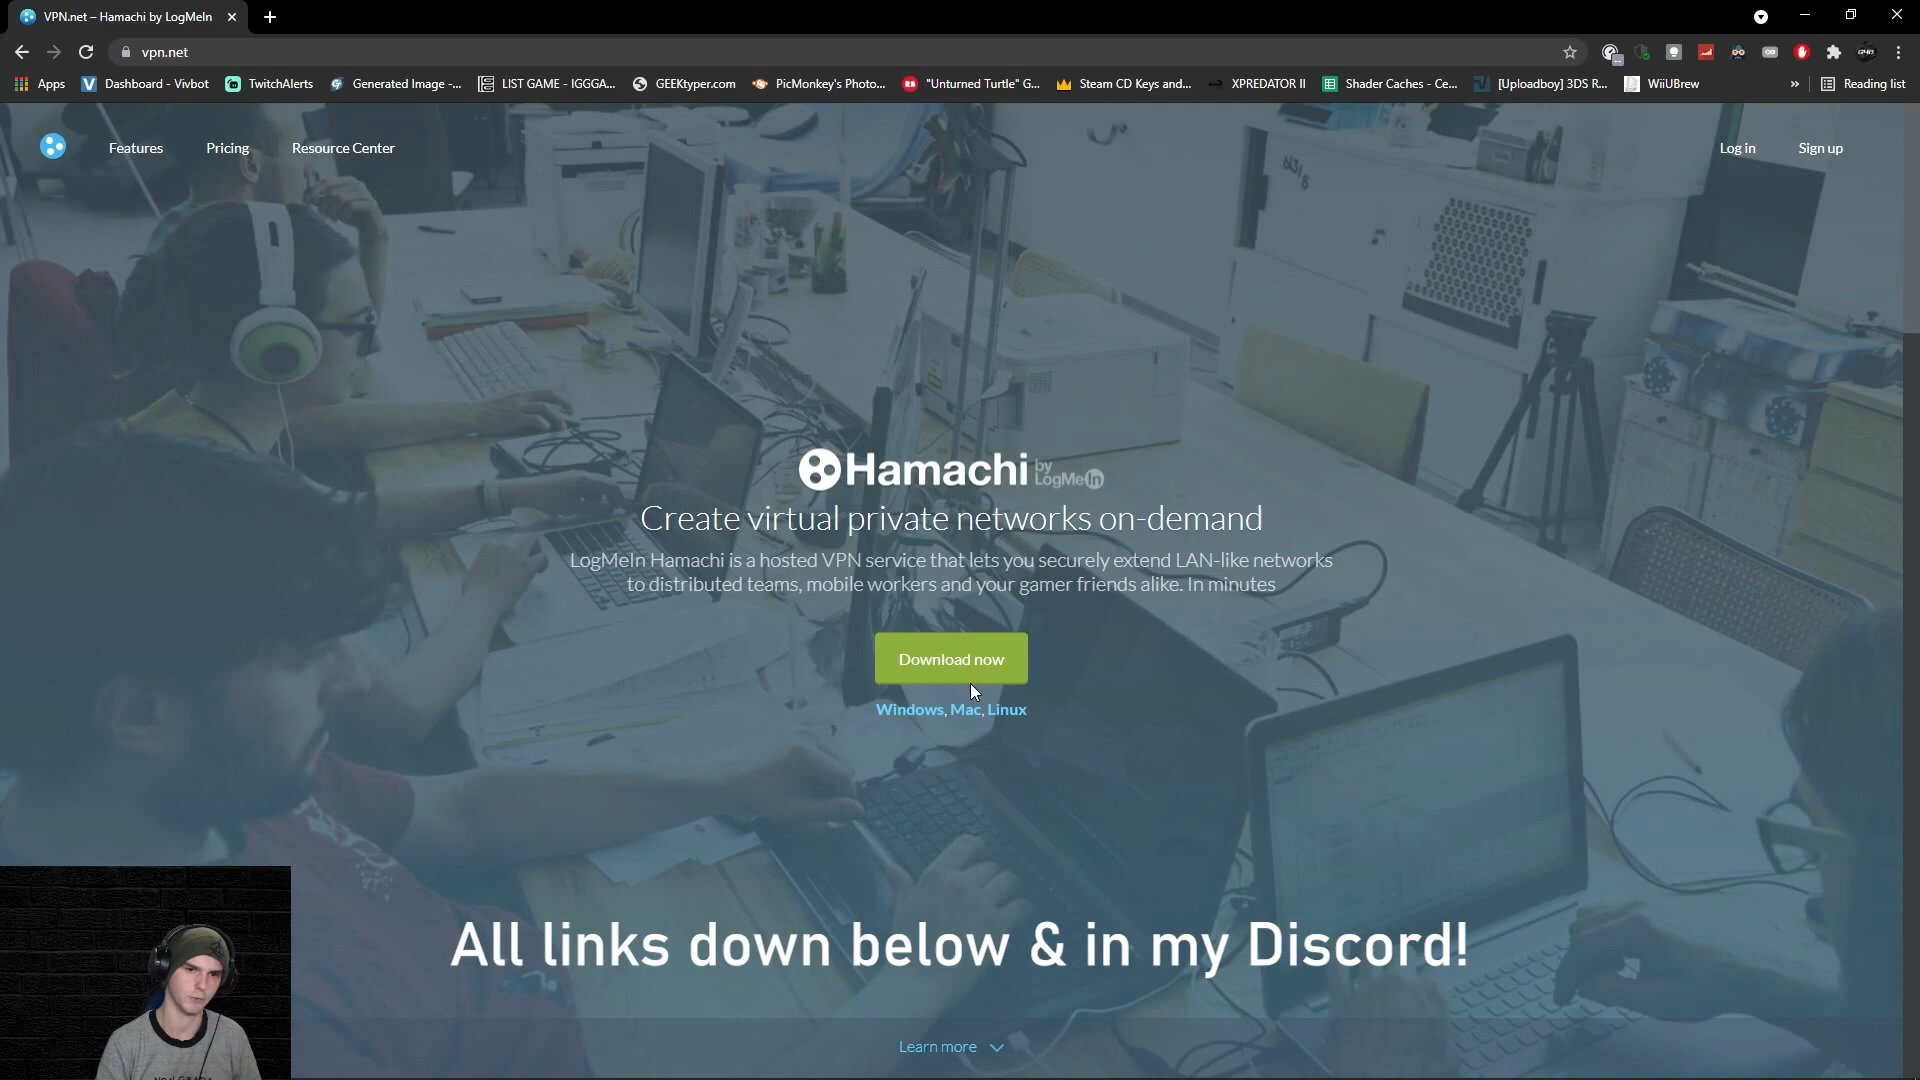 VPN.net – Hamachi by LogMeIn
vpn.net
Apps
Dashboard - Vivbot
TwitchAlerts
Generated Image -...
LIST GAME - IGGGA...
GEEKtyper.com
PicMonkey's Photo...
"Unturned Turtle" G...
Steam CD Keys and...
XPREDATOR II
Shader Caches - Ce...
[Uploadboy] 3DS R...
WiiUBrew
»
Reading list
Features
Pricing
Resource Center
Log in
Sign up
Hamachi by LogMeIn
Create virtual private networks on-demand
LogMeIn Hamachi is a hosted VPN service that lets you securely extend LAN-like networks
to distributed teams, mobile workers and your gamer friends alike. In minutes
Download now
Windows, Mac, Linux
All links down below & in my Discord!
Learn more